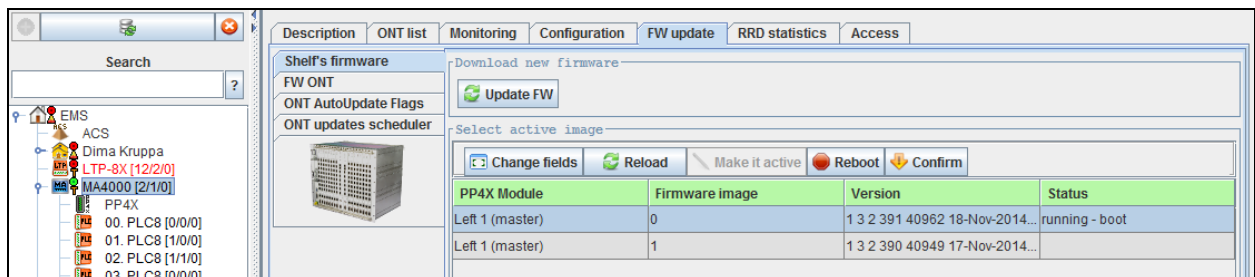 Search
?
EMS
ACS
Dima Kruppa
LTP-8X [12/2/0]
MA4000 [2/1/0]
PP4X
00. PLC8 [0/0/0]
01. PLC8 [1/0/0]
02. PLC8 [1/1/0]
03. PLC8 [0/0/0]
Description ONT list Monitoring Configuration FW update RRD statistics Access
Shelf's firmware
FW ONT
ONT AutoUpdate Flags
ONT updates scheduler
Download new firmware
Update FW
Select active image
Change fields Reload Make it active Reboot Confirm
PP4X Module Firmware image Version Status
Left 1 (master) 0 1 3 2 391 40962 18-Nov-2014... running - boot
Left 1 (master) 1 1 3 2 390 40949 17-Nov-2014...